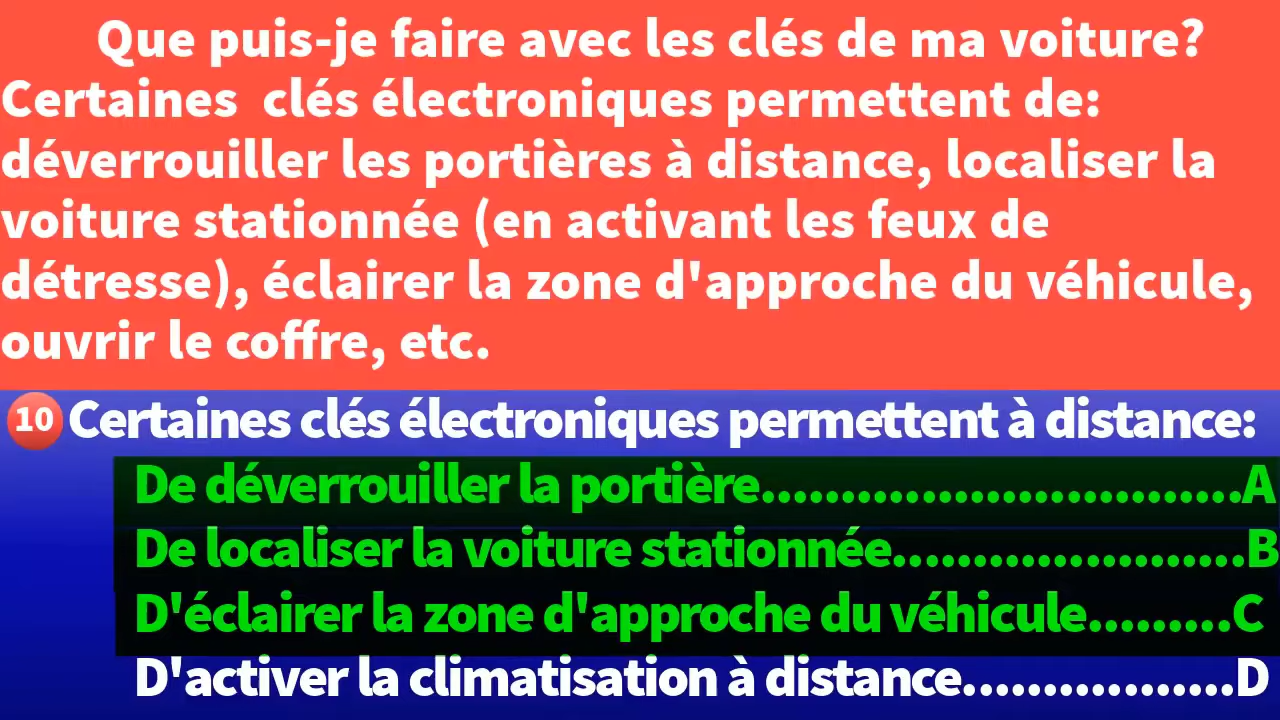 Que puis-je faire avec les clés de ma voiture?
Certaines clés électroniques permettent de:
déverrouiller les portières à distance, localiser la
voiture stationnée (en activant les feux de
détresse), éclairer la zone d'approche du véhicule,
ouvrir le coffre, etc.
10 Certaines clés électroniques permettent à distance:
De déverrouiller la portière..............................A
De localiser la voiture stationnée......................B
D'éclairer la zone d'approche du véhicule.........C
D'activer la climatisation à distance.................D